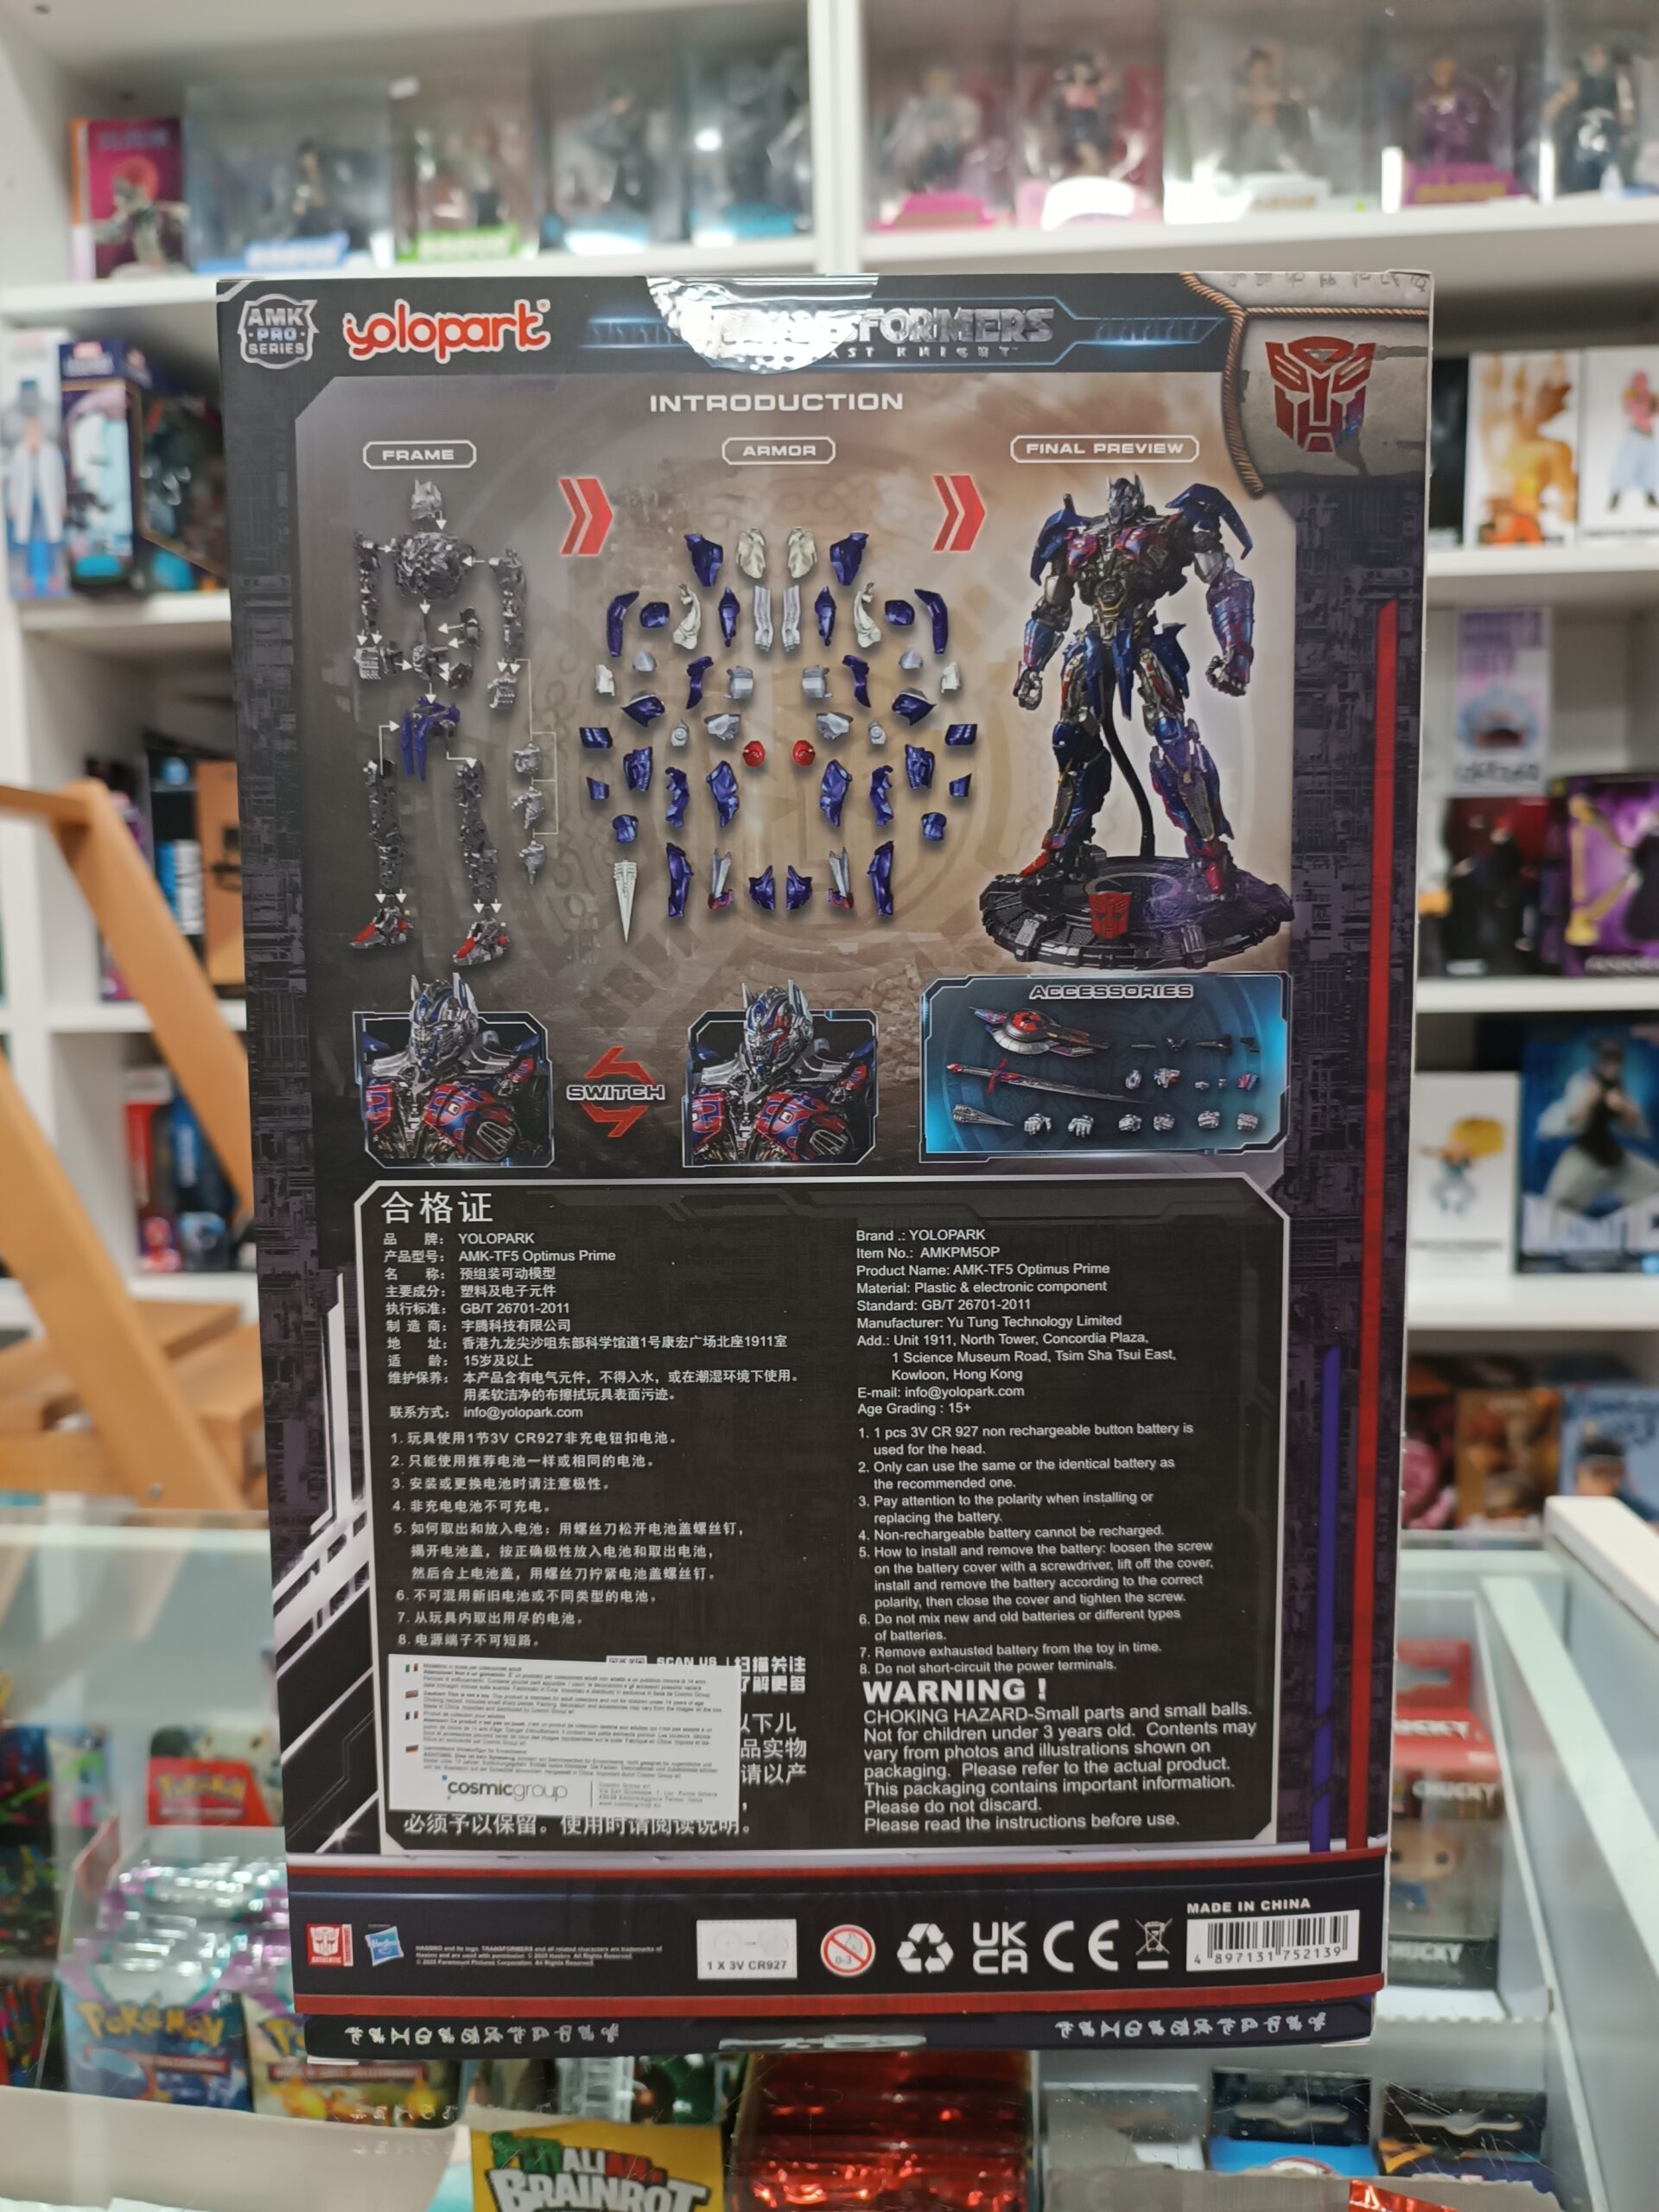 AMK
PRO
SERIES
yolopark
TRANSFORMERS
INTRODUCTION
FRAME
ARMOR
FINAL PREVIEW
SWITCH
ACCESSORIES
合格证
品 牌: YOLOPARK
产品型号: AMK-TF5 Optimus Prime
名 称: 预组装可动模型
主要成分: 塑料及电子元件
执行标准: GB/T 26701-2011
制 造 商: 宇腾科技有限公司
地 址: 香港九龙尖沙咀东部科学馆道1号康宏广场北座1911室
适 龄: 15岁及以上
维护保养: 本产品含有电气元件，不得入水，或在潮湿环境下使用。
用柔软洁净的布擦拭玩具表面污迹。
联系方式: info@yolopark.com
1. 玩具使用1节3V CR927非充电钮扣电池。
2. 只能使用推荐电池一样或相同的电池。
3. 安装或更换电池时请注意极性。
4. 非充电电池不可充电。
5. 如何取出和放入电池：用螺丝刀松开电池盖螺丝钉，
揭开电池盖，按正确极性放入电池和取出电池，
然后合上电池盖，用螺丝刀拧紧电池盖螺丝钉。
6. 不可混用新旧电池或不同类型的电池。
7. 从玩具内取出用尽的电池。
8. 电源端子不可短路。
SCAN US | 扫描关注
了解更多
以下儿
品实物
请以产
cosmicgroup
必须予以保留。使用时请阅读说明。
Brand .: YOLOPARK
Item No.: AMKPM5OP
Product Name: AMK-TF5 Optimus Prime
Material: Plastic & electronic component
Standard: GB/T 26701-2011
Manufacturer: Yu Tung Technology Limited
Add.: Unit 1911, North Tower, Concordia Plaza,
1 Science Museum Road, Tsim Sha Tsui East,
Kowloon, Hong Kong
E-mail: info@yolopark.com
Age Grading : 15+
1. 1 pcs 3V CR 927 non rechargeable button battery is
used for the head.
2. Only can use the same or the identical battery as
the recommended one.
3. Pay attention to the polarity when installing or
replacing the battery.
4. Non-rechargeable battery cannot be recharged.
5. How to install and remove the battery: loosen the screw
on the battery cover with a screwdriver, lift off the cover,
install and remove the battery according to the correct
polarity, then close the cover and tighten the screw.
6. Do not mix new and old batteries or different types
of batteries.
7. Remove exhausted battery from the toy in time.
8. Do not short-circuit the power terminals.
WARNING !
CHOKING HAZARD-Small parts and small balls.
Not for children under 3 years old. Contents may
vary from photos and illustrations shown on
packaging. Please refer to the actual product.
This packaging contains important information.
Please do not discard.
Please read the instructions before use.
Hasbro
1 X 3V CR927
0-3
UK
CA
CE
MADE IN CHINA
4 897131 752139
CHUCKY
Pokémon
ALI
BRAINROT